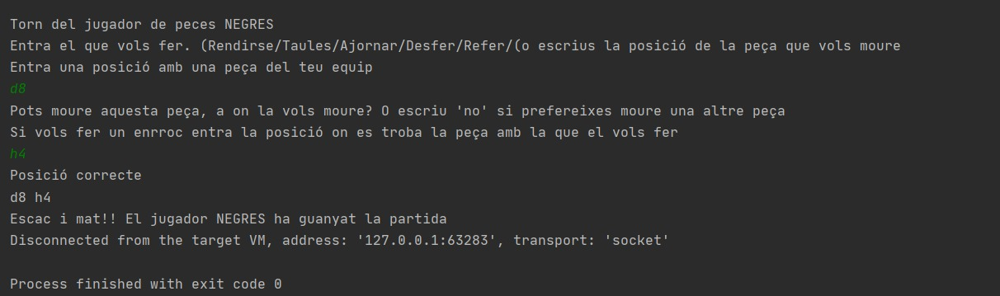 Torn del jugador de peces NEGRES
Entra el que vols fer. (Rendirse/Taules/Ajornar/Desfer/Refer/(o escrius la posició de la peça que vols moure
Entra una posició amb una peça del teu equip
d8
Pots moure aquesta peça, a on la vols moure? O escriu 'no' si prefereixes moure una altre peça
Si vols fer un enrroc entra la posició on es troba la peça amb la que el vols fer
h4
Posició correcte
d8 h4
Escac i mat!! El jugador NEGRES ha guanyat la partida
Disconnected from the target VM, address: '127.0.0.1:63283', transport: 'socket'
Process finished with exit code 0